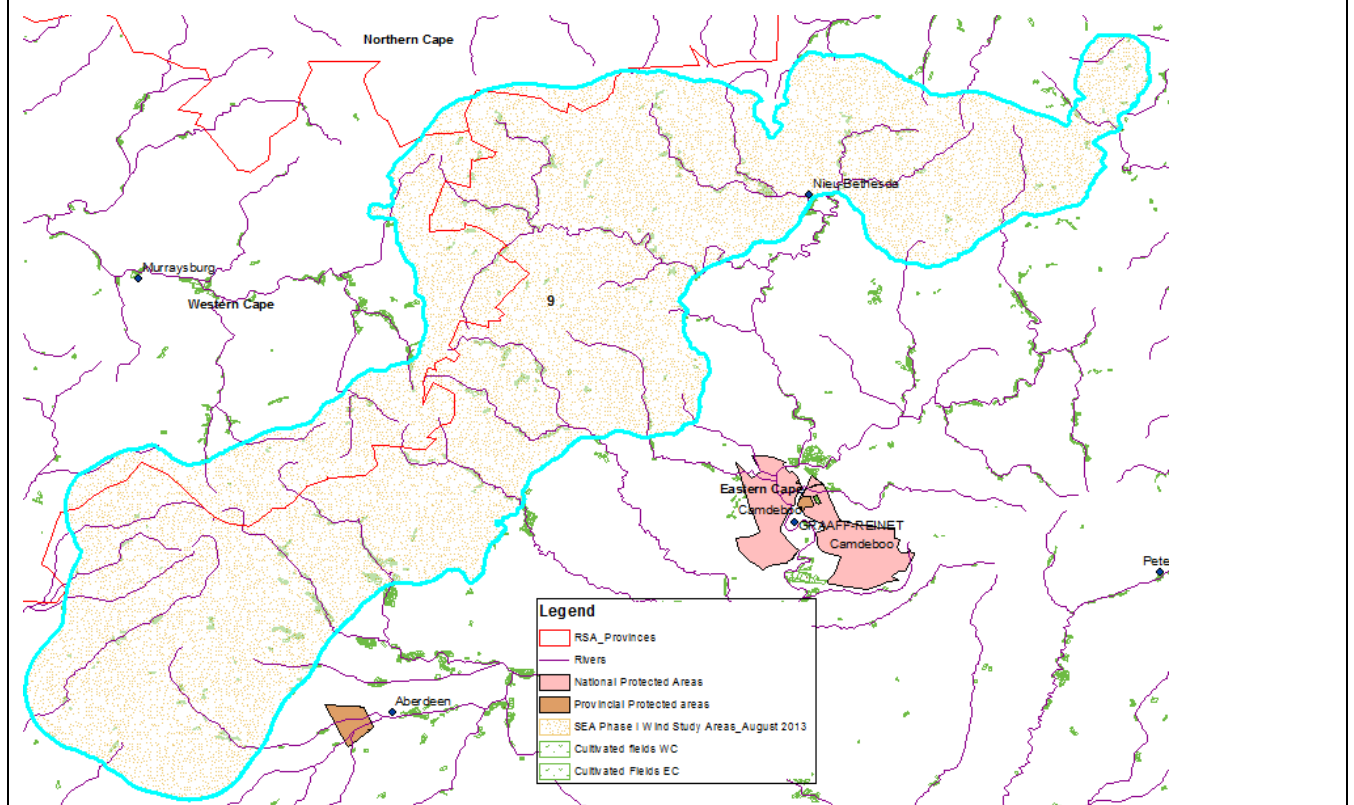 Northern Cape
Nieu-Bethesda
Murraysburg
Western Cape
9
Eastern Cape
Camdeboo
GRAAFF-REINET
Camdeboo
Pete
Legend
RSA_Provinces
Rivers
National Protected Areas
Provincial Protected areas
SEA Phase I Wind Study Areas_August 2013
Cultivated fields WC
Cultivated Fields EC
Aberdeen